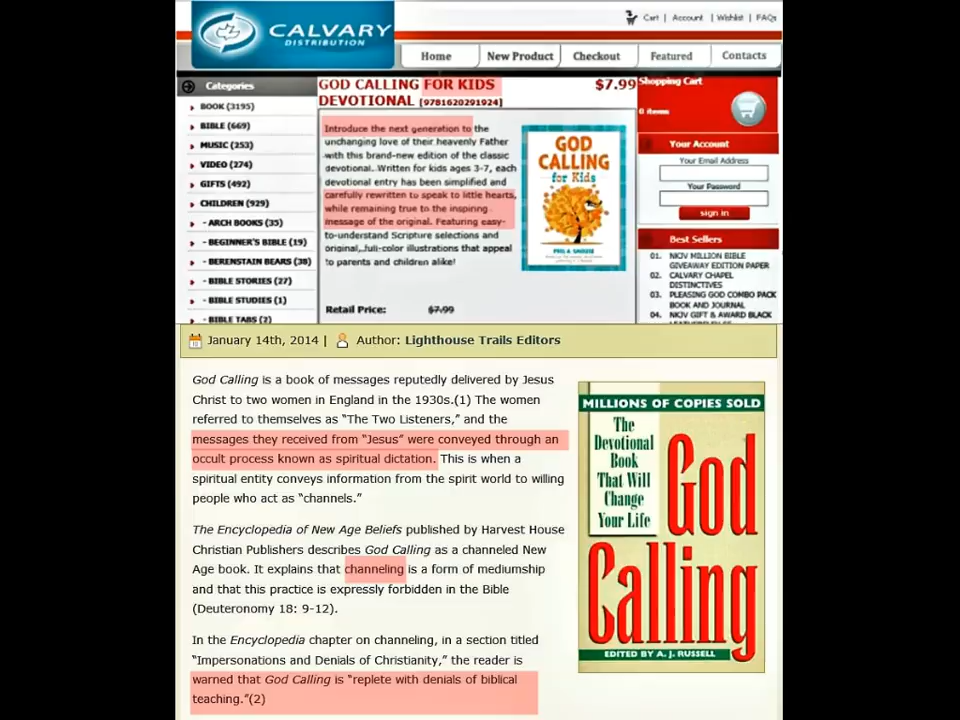 CALVARY
DISTRIBUTION
Cart | Account | Wishlist | FAQs
Home New Product Checkout Featured Contacts
Categories
BOOK (3195)
BIBLE (669)
MUSIC (253)
VIDEO (274)
GIFTS (492)
CHILDREN (929)
- ARCH BOOKS (35)
- BEGINNER'S BIBLE (19)
- BERENSTAIN BEARS (38)
- BIBLE STORIES (27)
- BIBLE STUDIES (1)
- BIBLE TABS (2)
GOD CALLING FOR KIDS $7.99
DEVOTIONAL [9781620291924]
Introduce the next generation to the
unchanging love of their heavenly Father
with this brand-new edition of the classic
devotional. Written for kids ages 3-7, each
devotional entry has been simplified and
carefully rewritten to speak to little hearts,
while remaining true to the inspiring
message of the original. Featuring easy-
to-understand Scripture selections and
original, full-color illustrations that appeal
to parents and children alike!
Retail Price: $7.99
GOD
CALLING
for Kids
Shopping Cart
0 items
Your Account
Your Email Address
Your Password
sign in
Best Sellers
01. NKJV MILLION BIBLE
GIVEAWAY EDITION PAPER
02. CALVARY CHAPEL
DISTINCTIVES
03. PLEASING GOD COMBO PACK
BOOK AND JOURNAL
04. NKJV GIFT & AWARD BLACK
January 14th, 2014 | Author: Lighthouse Trails Editors
God Calling is a book of messages reputedly delivered by Jesus
Christ to two women in England in the 1930s.(1) The women
referred to themselves as “The Two Listeners,” and the
messages they received from “Jesus” were conveyed through an
occult process known as spiritual dictation. This is when a
spiritual entity conveys information from the spirit world to willing
people who act as “channels.”
The Encyclopedia of New Age Beliefs published by Harvest House
Christian Publishers describes God Calling as a channeled New
Age book. It explains that channeling is a form of mediumship
and that this practice is expressly forbidden in the Bible
(Deuteronomy 18: 9-12).
In the Encyclopedia chapter on channeling, in a section titled
“Impersonations and Denials of Christianity,” the reader is
warned that God Calling is “replete with denials of biblical
teaching.”(2)
MILLIONS OF COPIES SOLD
The
Devotional
Book
That Will
Change
Your Life
God
Calling
EDITED BY A. J. RUSSELL